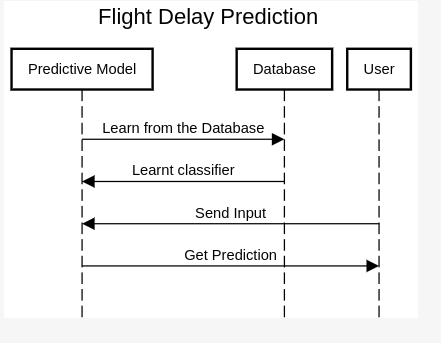 Flight Delay Prediction
Predictive Model
Database
User
Learn from the Database
Learnt classifier
Send Input
Get Prediction